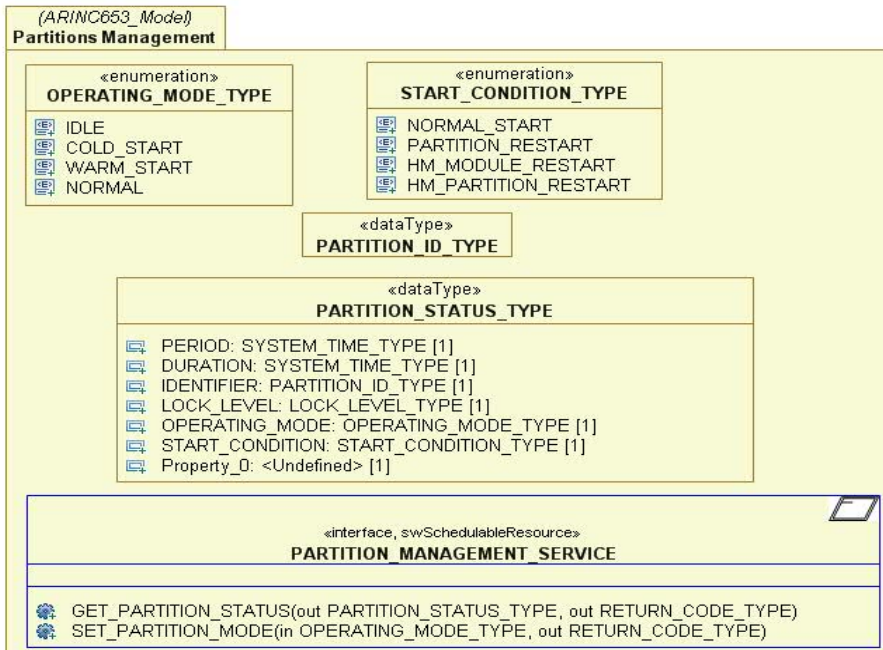 (ARINC653_Model)
Partitions Management
«enumeration»
OPERATING_MODE_TYPE
IDLE
COLD_START
WARM_START
NORMAL
«enumeration»
START_CONDITION_TYPE
NORMAL_START
PARTITION_RESTART
HM_MODULE_RESTART
HM_PARTITION_RESTART
«dataType»
PARTITION_ID_TYPE
«dataType»
PARTITION_STATUS_TYPE
PERIOD: SYSTEM_TIME_TYPE [1]
DURATION: SYSTEM_TIME_TYPE [1]
IDENTIFIER: PARTITION_ID_TYPE [1]
LOCK_LEVEL: LOCK_LEVEL_TYPE [1]
OPERATING_MODE: OPERATING_MODE_TYPE [1]
START_CONDITION: START_CONDITION_TYPE [1]
Property_0: <Undefined> [1]
«interface, swSchedulableResource»
PARTITION_MANAGEMENT_SERVICE
GET_PARTITION_STATUS(out PARTITION_STATUS_TYPE, out RETURN_CODE_TYPE)
SET_PARTITION_MODE(in OPERATING_MODE_TYPE, out RETURN_CODE_TYPE)